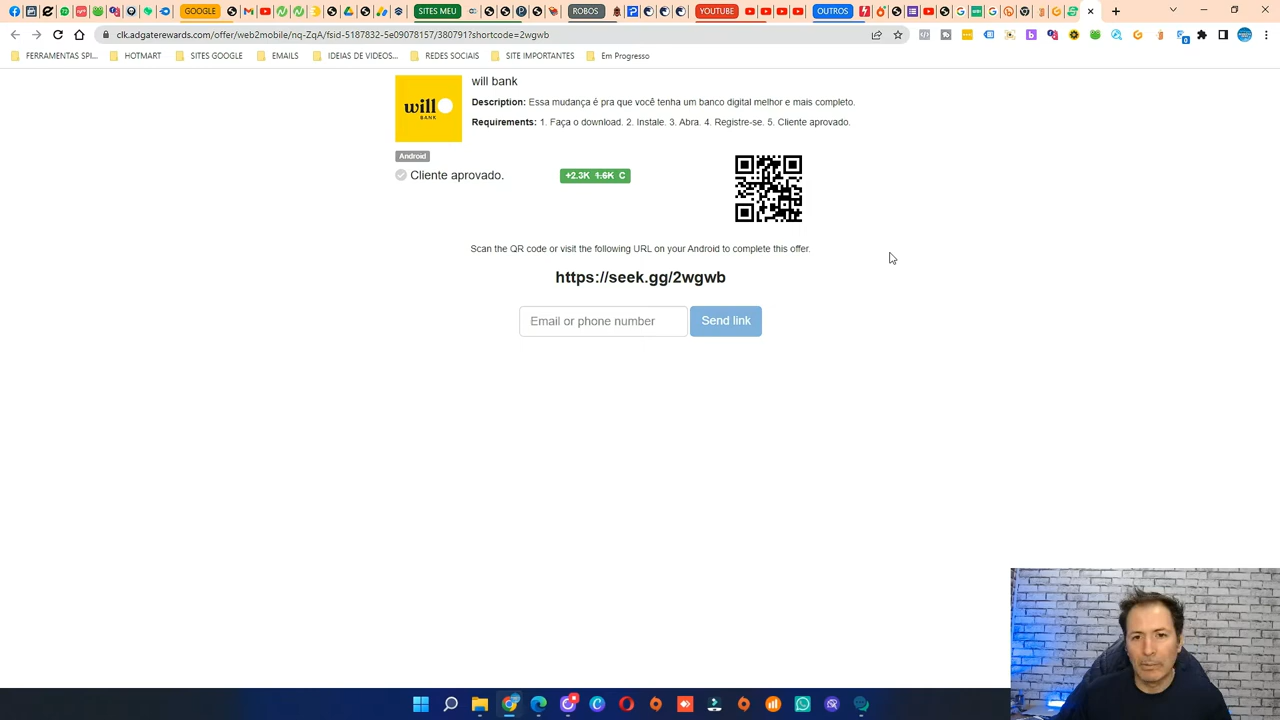 GOOGLE
SITES MEU
ROBOS
YOUTUBE
OUTROS
clk.adgaterewards.com/offer/web2mobile/nq-ZqA/fsid-5187832-5e09078157/380791?shortcode=2wgwb
FERRAMENTAS SPI...
HOTMART
SITES GOOGLE
EMAILS
IDEIAS DE VIDEOS...
REDES SOCIAIS
SITE IMPORTANTES
Em Progresso
will
BANK
will bank
Description: Essa mudança é pra que você tenha um banco digital melhor e mais completo.
Requirements: 1. Faça o download. 2. Instale. 3. Abra. 4. Registre-se. 5. Cliente aprovado.
Android
Cliente aprovado.
+2.3K 1.6K C
Scan the QR code or visit the following URL on your Android to complete this offer.
https://seek.gg/2wgwb
Email or phone number
Send link